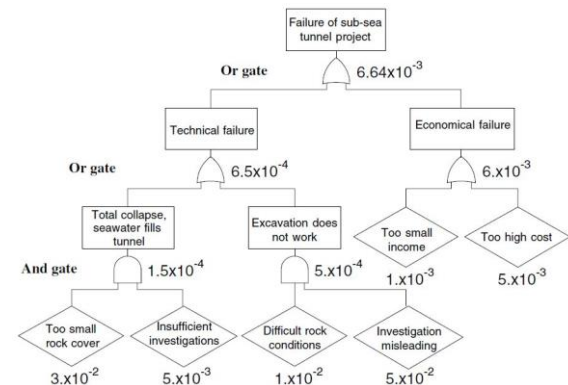 Failure of sub-sea
tunnel project
Or gate
6.64x10⁻³
Technical failure
Economical failure
Or gate
6.5x10⁻⁴
6.x10⁻³
Total collapse,
seawater fills
tunnel
Excavation does
not work
Too small
income
Too high cost
And gate
1.5x10⁻⁴
5.x10⁻⁴
1.x10⁻³
5.x10⁻³
Too small
rock cover
Insufficient
investigations
Difficult rock
conditions
Investigation
misleading
3.x10⁻²
5.x10⁻³
1.x10⁻²
5.x10⁻²